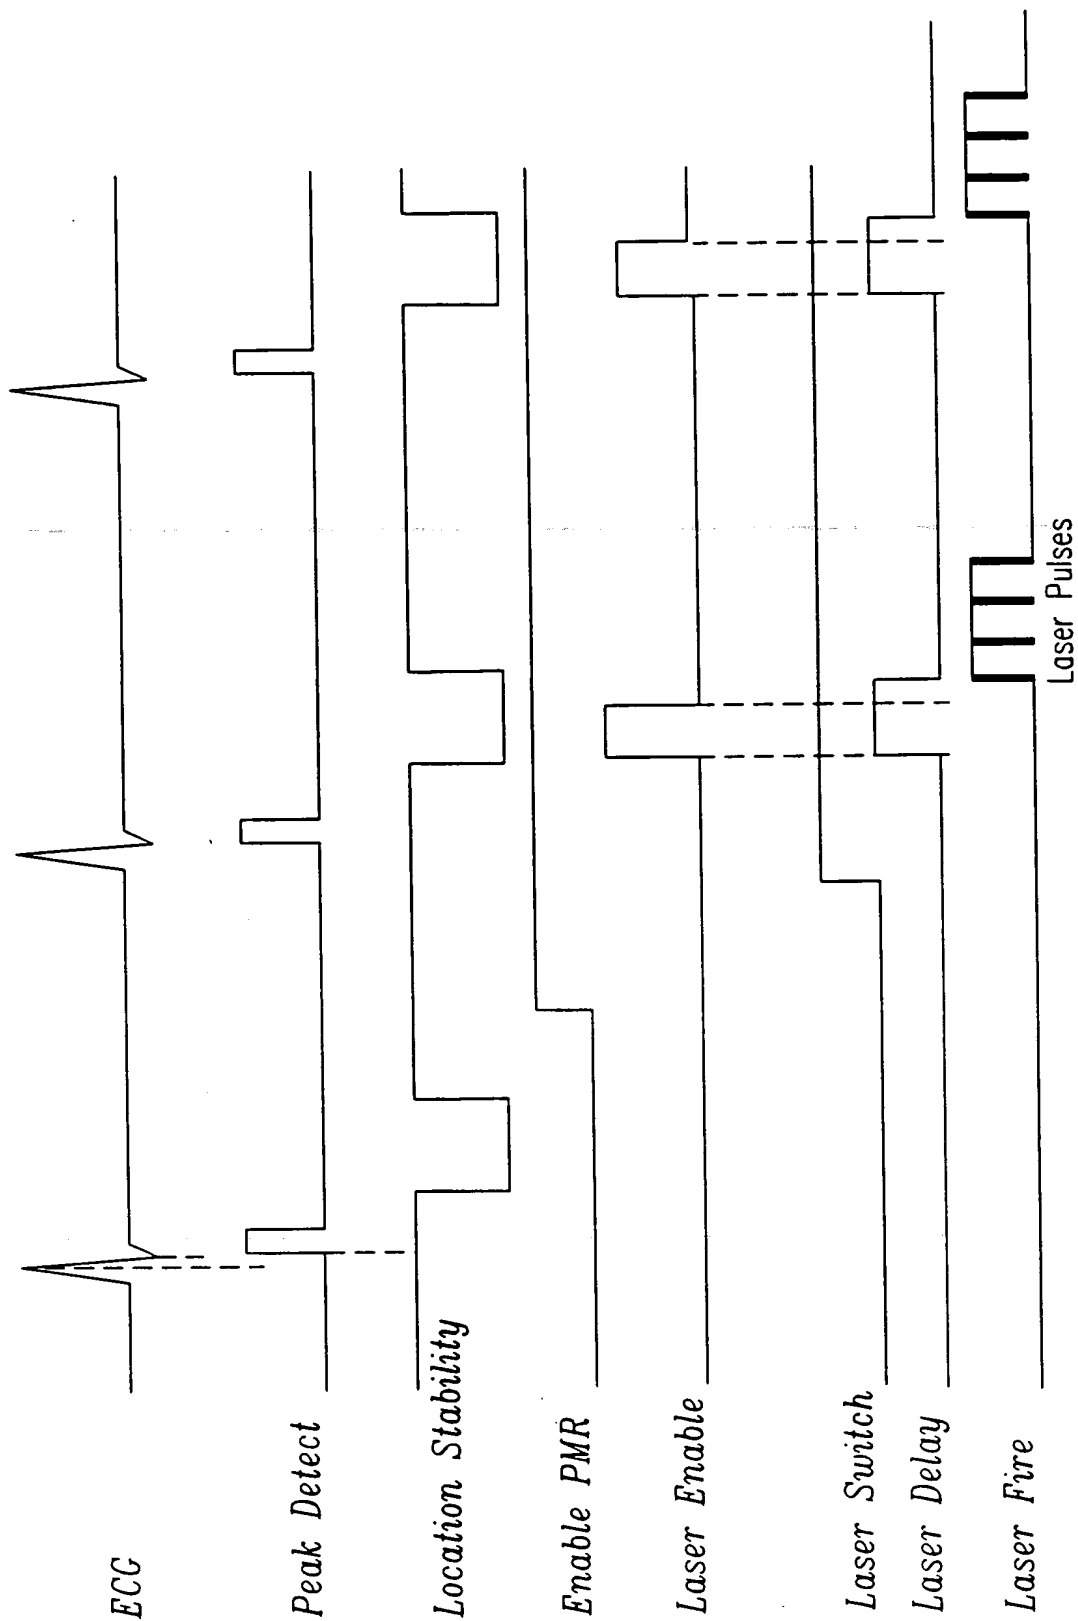 ECG
Peak Detect
Location Stability
Enable PMR
Laser Enable
Laser Switch
Laser Delay
Laser Fire
Laser Pulses